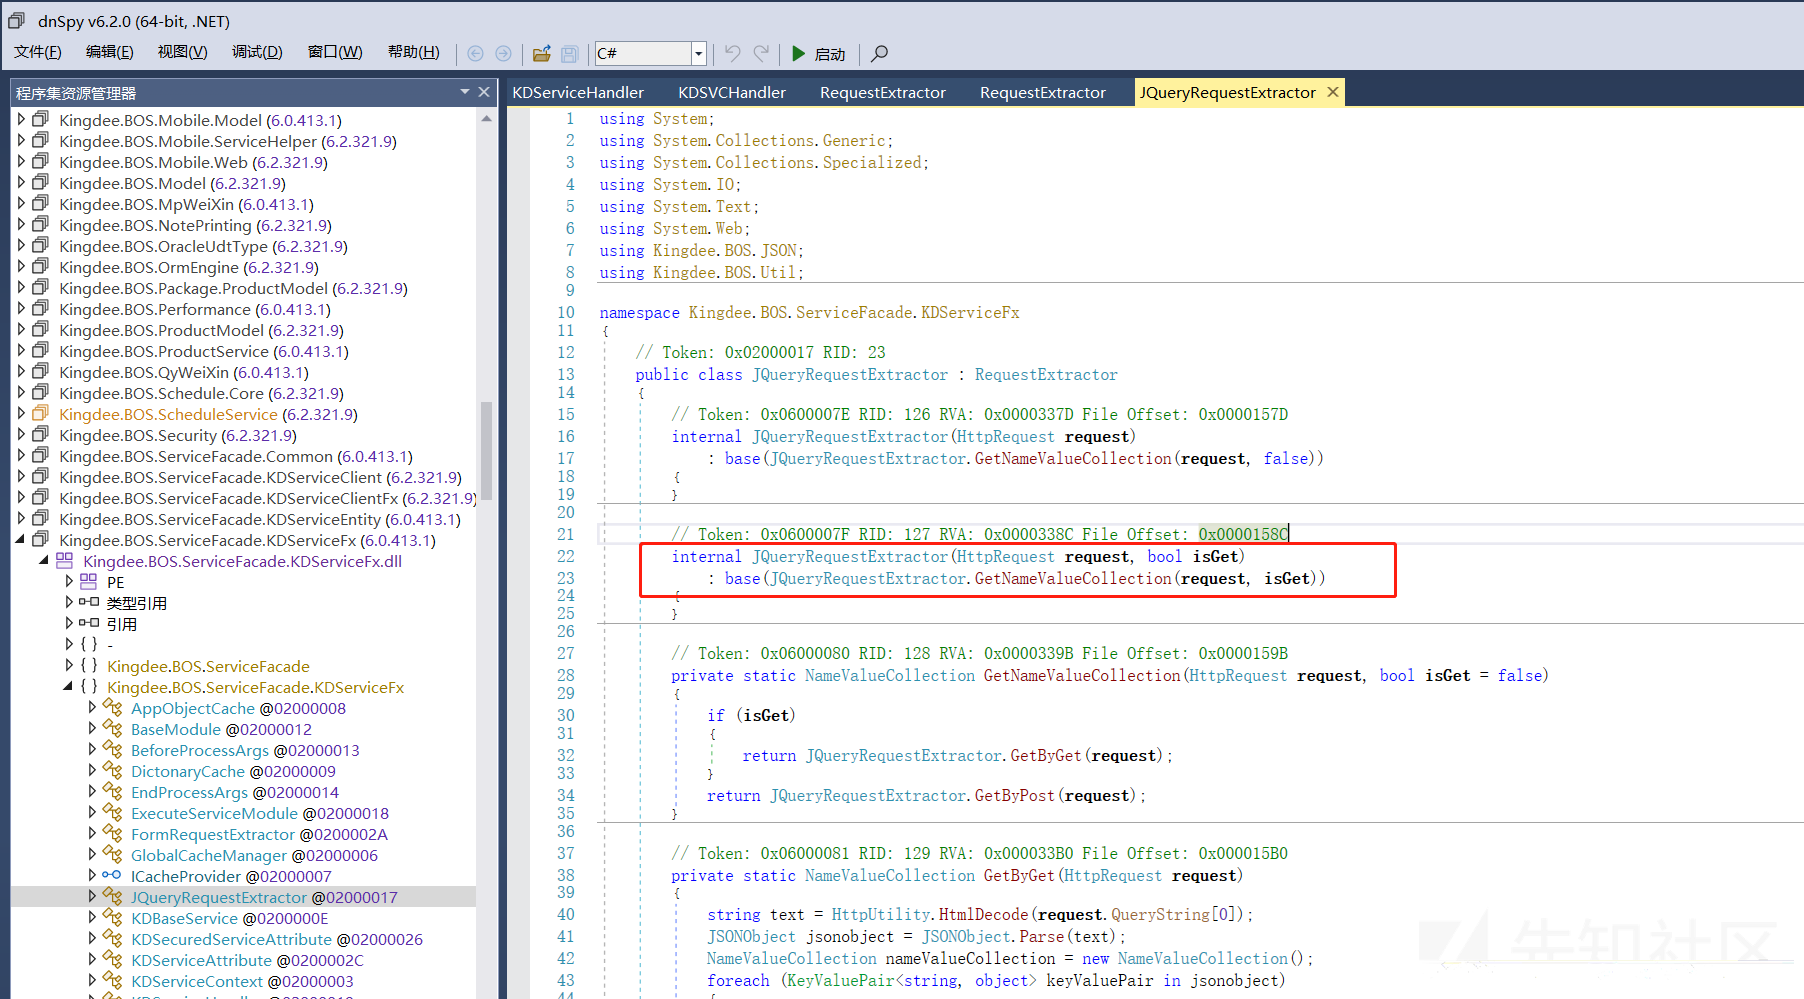 dnSpy v6.2.0 (64-bit, .NET)
文件(F) 编辑(E) 视图(V) 调试(D) 窗口(W) 帮助(H) C# 启动
程序集资源管理器
Kingdee.BOS.Mobile.Model (6.0.413.1)
Kingdee.BOS.Mobile.ServiceHelper (6.2.321.9)
Kingdee.BOS.Mobile.Web (6.2.321.9)
Kingdee.BOS.Model (6.2.321.9)
Kingdee.BOS.MpWeiXin (6.0.413.1)
Kingdee.BOS.NotePrinting (6.2.321.9)
Kingdee.BOS.OracleUdtType (6.2.321.9)
Kingdee.BOS.OrmEngine (6.2.321.9)
Kingdee.BOS.Package.ProductModel (6.2.321.9)
Kingdee.BOS.Performance (6.0.413.1)
Kingdee.BOS.ProductModel (6.2.321.9)
Kingdee.BOS.ProductService (6.0.413.1)
Kingdee.BOS.QyWeiXin (6.0.413.1)
Kingdee.BOS.Schedule.Core (6.2.321.9)
Kingdee.BOS.ScheduleService (6.2.321.9)
Kingdee.BOS.Security (6.2.321.9)
Kingdee.BOS.ServiceFacade.Common (6.0.413.1)
Kingdee.BOS.ServiceFacade.KDServiceClient (6.2.321.9)
Kingdee.BOS.ServiceFacade.KDServiceClientFx (6.2.321.9)
Kingdee.BOS.ServiceFacade.KDServiceEntity (6.0.413.1)
Kingdee.BOS.ServiceFacade.KDServiceFx (6.0.413.1)
Kingdee.BOS.ServiceFacade.KDServiceFx.dll
PE
类型引用
引用
{ } -
{ } Kingdee.BOS.ServiceFacade
{ } Kingdee.BOS.ServiceFacade.KDServiceFx
AppObjectCache @02000008
BaseModule @02000012
BeforeProcessArgs @02000013
DictonaryCache @02000009
EndProcessArgs @02000014
ExecuteServiceModule @02000018
FormRequestExtractor @0200002A
GlobalCacheManager @02000006
ICacheProvider @02000007
JQueryRequestExtractor @02000017
KDBaseService @0200000E
KDSecuredServiceAttribute @02000026
KDServiceAttribute @0200002C
KDServiceContext @02000003
KDServiceHandler RequestExtractor KDSVCHandler RequestExtractor JQueryRequestExtractor
1 using System;
2 using System.Collections.Generic;
3 using System.Collections.Specialized;
4 using System.IO;
5 using System.Text;
6 using System.Web;
7 using Kingdee.BOS.JSON;
8 using Kingdee.BOS.Util;
9
10 namespace Kingdee.BOS.ServiceFacade.KDServiceFx
11 {
12 // Token: 0x02000017 RID: 23
13 public class JQueryRequestExtractor : RequestExtractor
14 {
15 // Token: 0x0600007E RID: 126 RVA: 0x0000337D File Offset: 0x0000157D
16 internal JQueryRequestExtractor(HttpRequest request)
17 : base(JQueryRequestExtractor.GetNameValueCollection(request, false))
18 {
19 }
20
21 // Token: 0x0600007F RID: 127 RVA: 0x0000338C File Offset: 0x0000158C
22 internal JQueryRequestExtractor(HttpRequest request, bool isGet)
23 : base(JQueryRequestExtractor.GetNameValueCollection(request, isGet))
24 {
25 }
26
27 // Token: 0x06000080 RID: 128 RVA: 0x0000339B File Offset: 0x0000159B
28 private static NameValueCollection GetNameValueCollection(HttpRequest request, bool isGet = false)
29 {
30 if (isGet)
31 {
32 return JQueryRequestExtractor.GetByGet(request);
33 }
34 return JQueryRequestExtractor.GetByPost(request);
35 }
36
37 // Token: 0x06000081 RID: 129 RVA: 0x000033B0 File Offset: 0x000015B0
38 private static NameValueCollection GetByGet(HttpRequest request)
39 {
40 string text = HttpUtility.HtmlDecode(request.QueryString[0]);
41 JSONObject jsonobject = JSONObject.Parse(text);
42 NameValueCollection nameValueCollection = new NameValueCollection();
43 foreach (KeyValuePair<string, object> keyValuePair in jsonobject)
先知社区